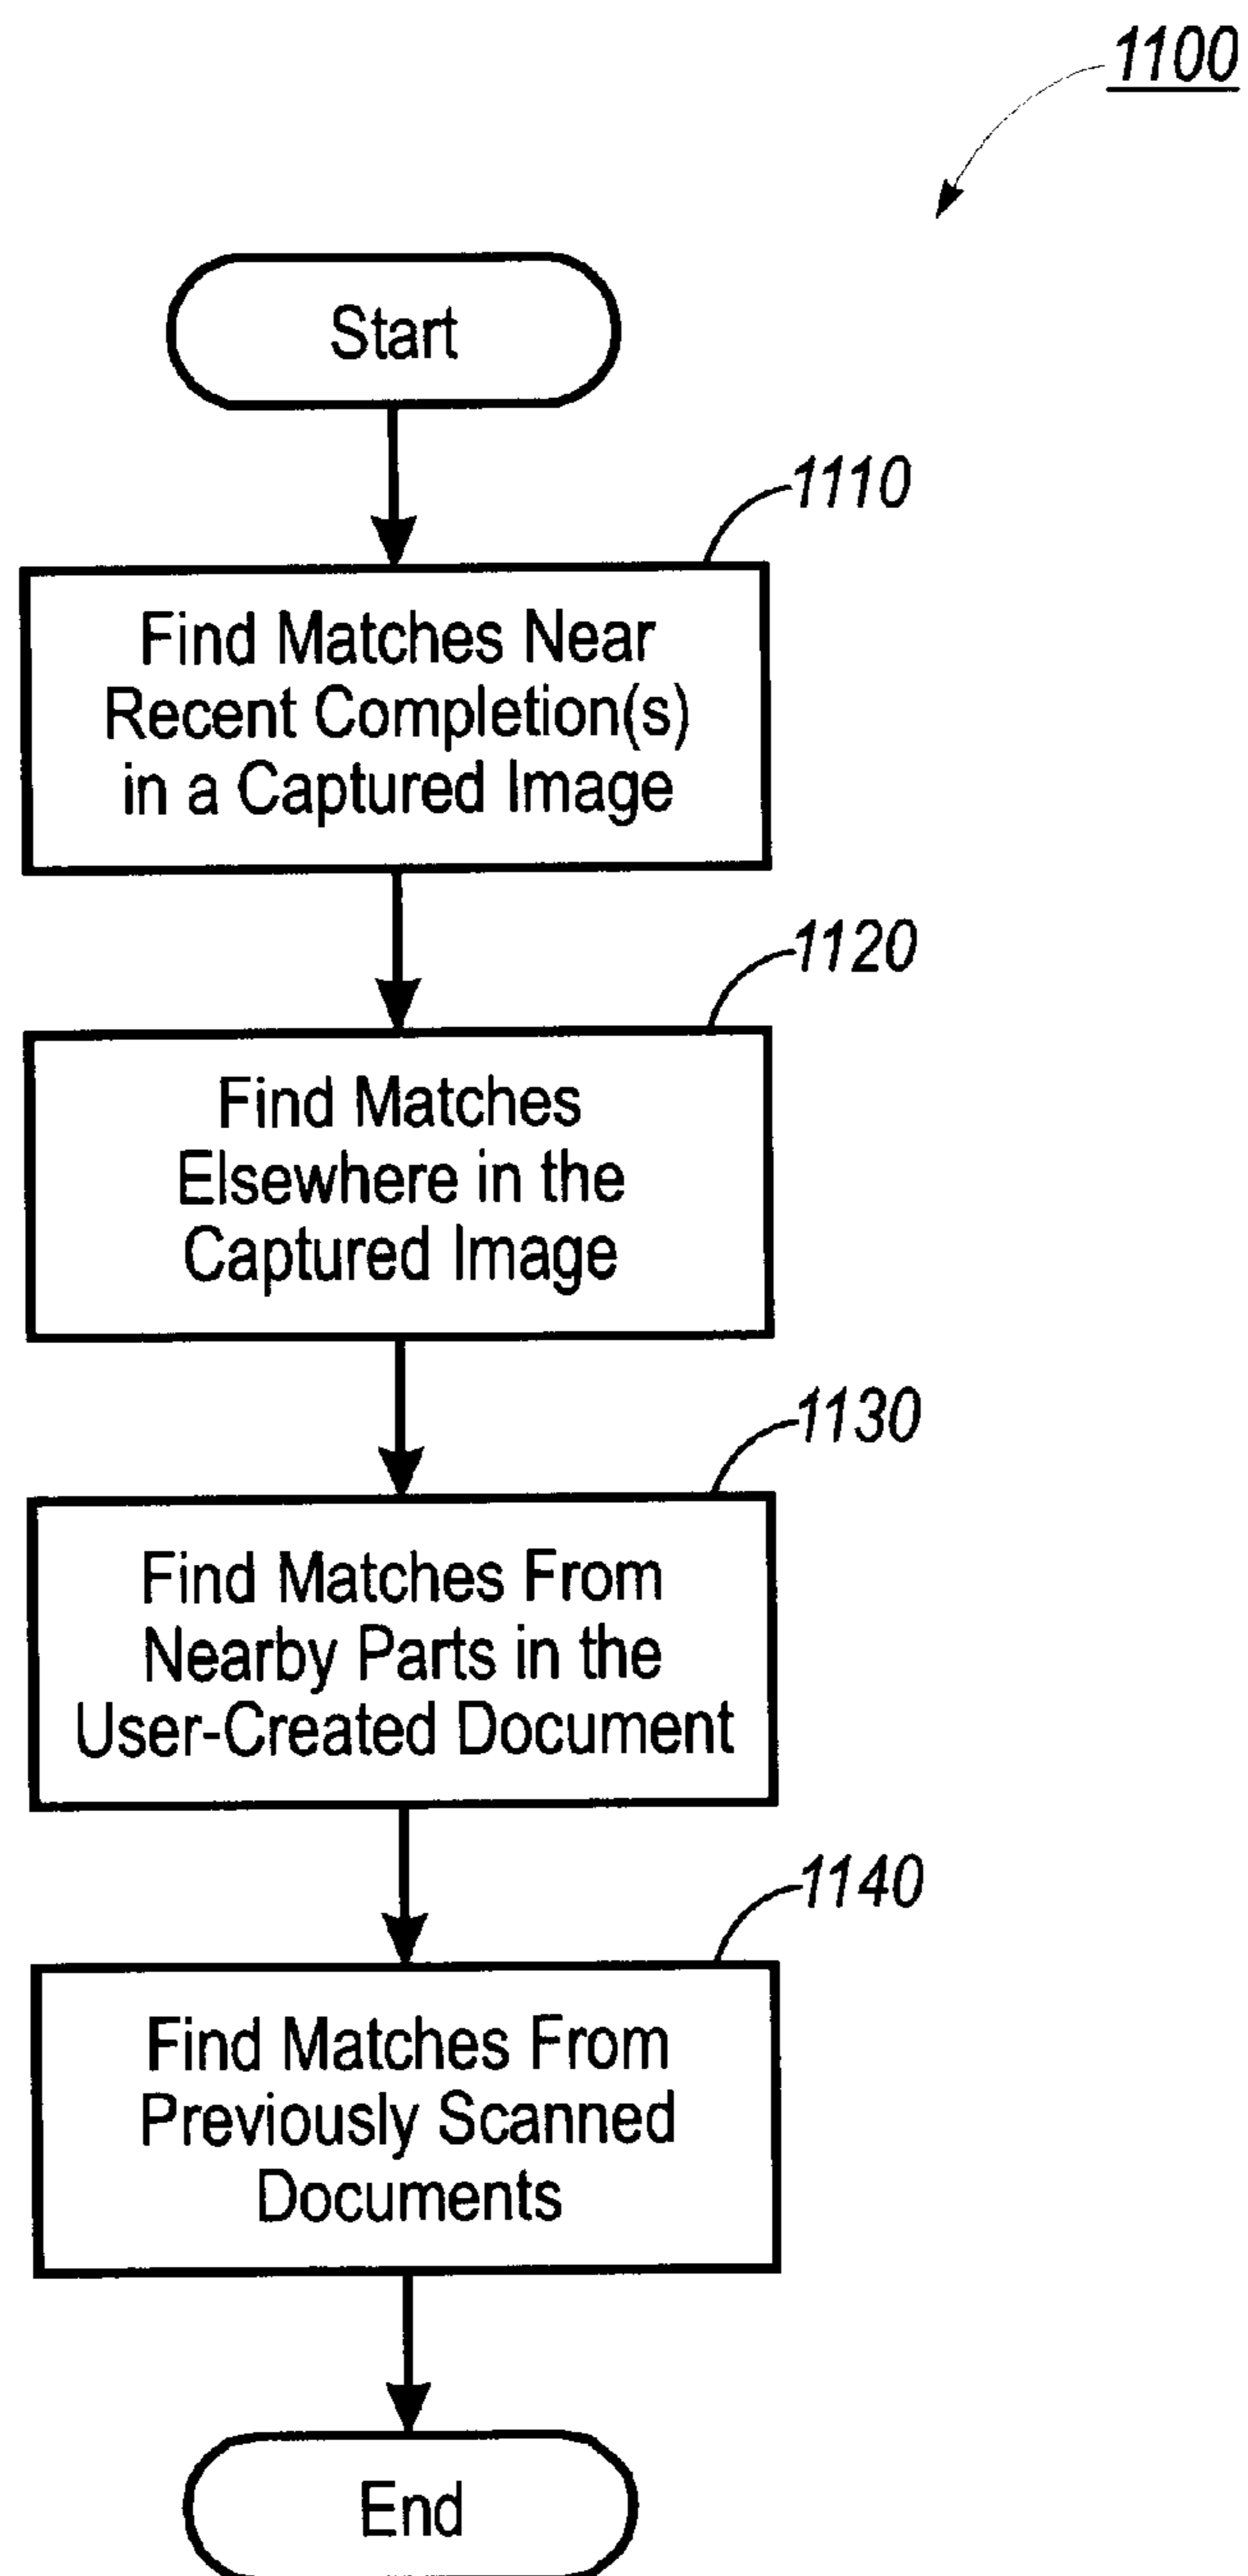 1100
Start
1110
Find Matches Near
Recent Completion(s)
in a Captured Image
1120
Find Matches
Elsewhere in the
Captured Image
1130
Find Matches From
Nearby Parts in the
User-Created Document
1140
Find Matches From
Previously Scanned
Documents
End